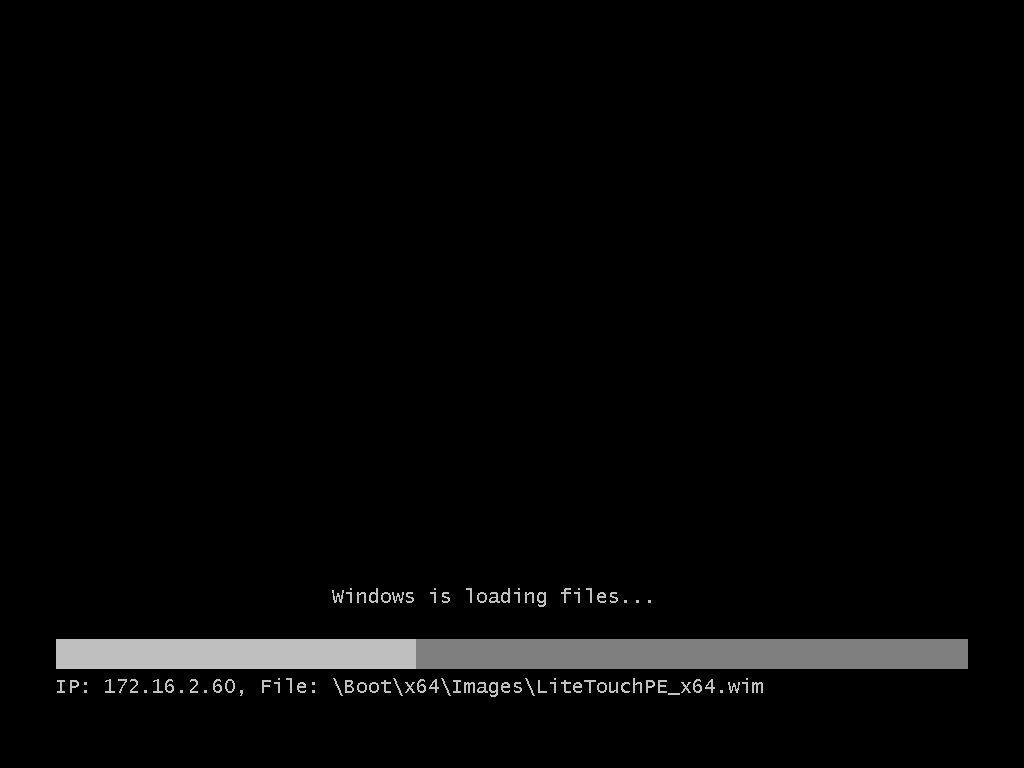 Windows is loading files...
IP: 172.16.2.60, File: \Boot\x64\Images\LiteTouchPE_x64.wim